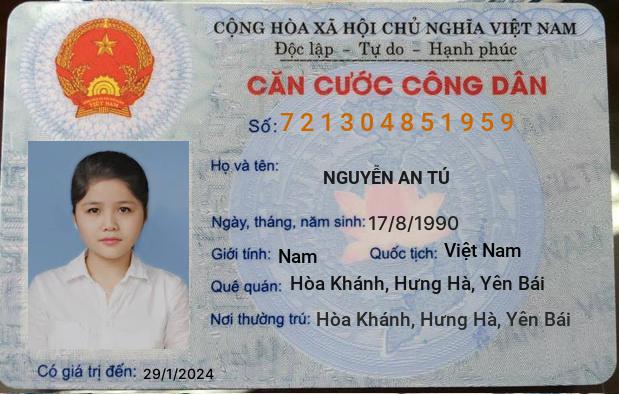 CỘNG HÒA XÃ HỘI CHỦ NGHĨA VIỆT NAM
Độc lập - Tự do - Hạnh phúc
CĂN CƯỚC CÔNG DÂN
Số: 721304851959
Họ và tên:
NGUYỄN AN TÚ
Ngày, tháng, năm sinh: 17/8/1990
Giới tính: Nam Quốc tịch: Việt Nam
Quê quán: Hòa Khánh, Hưng Hà, Yên Bái
Nơi thường trú: Hòa Khánh, Hưng Hà, Yên Bái
Có giá trị đến: 29/1/2024
VIỆT NAM